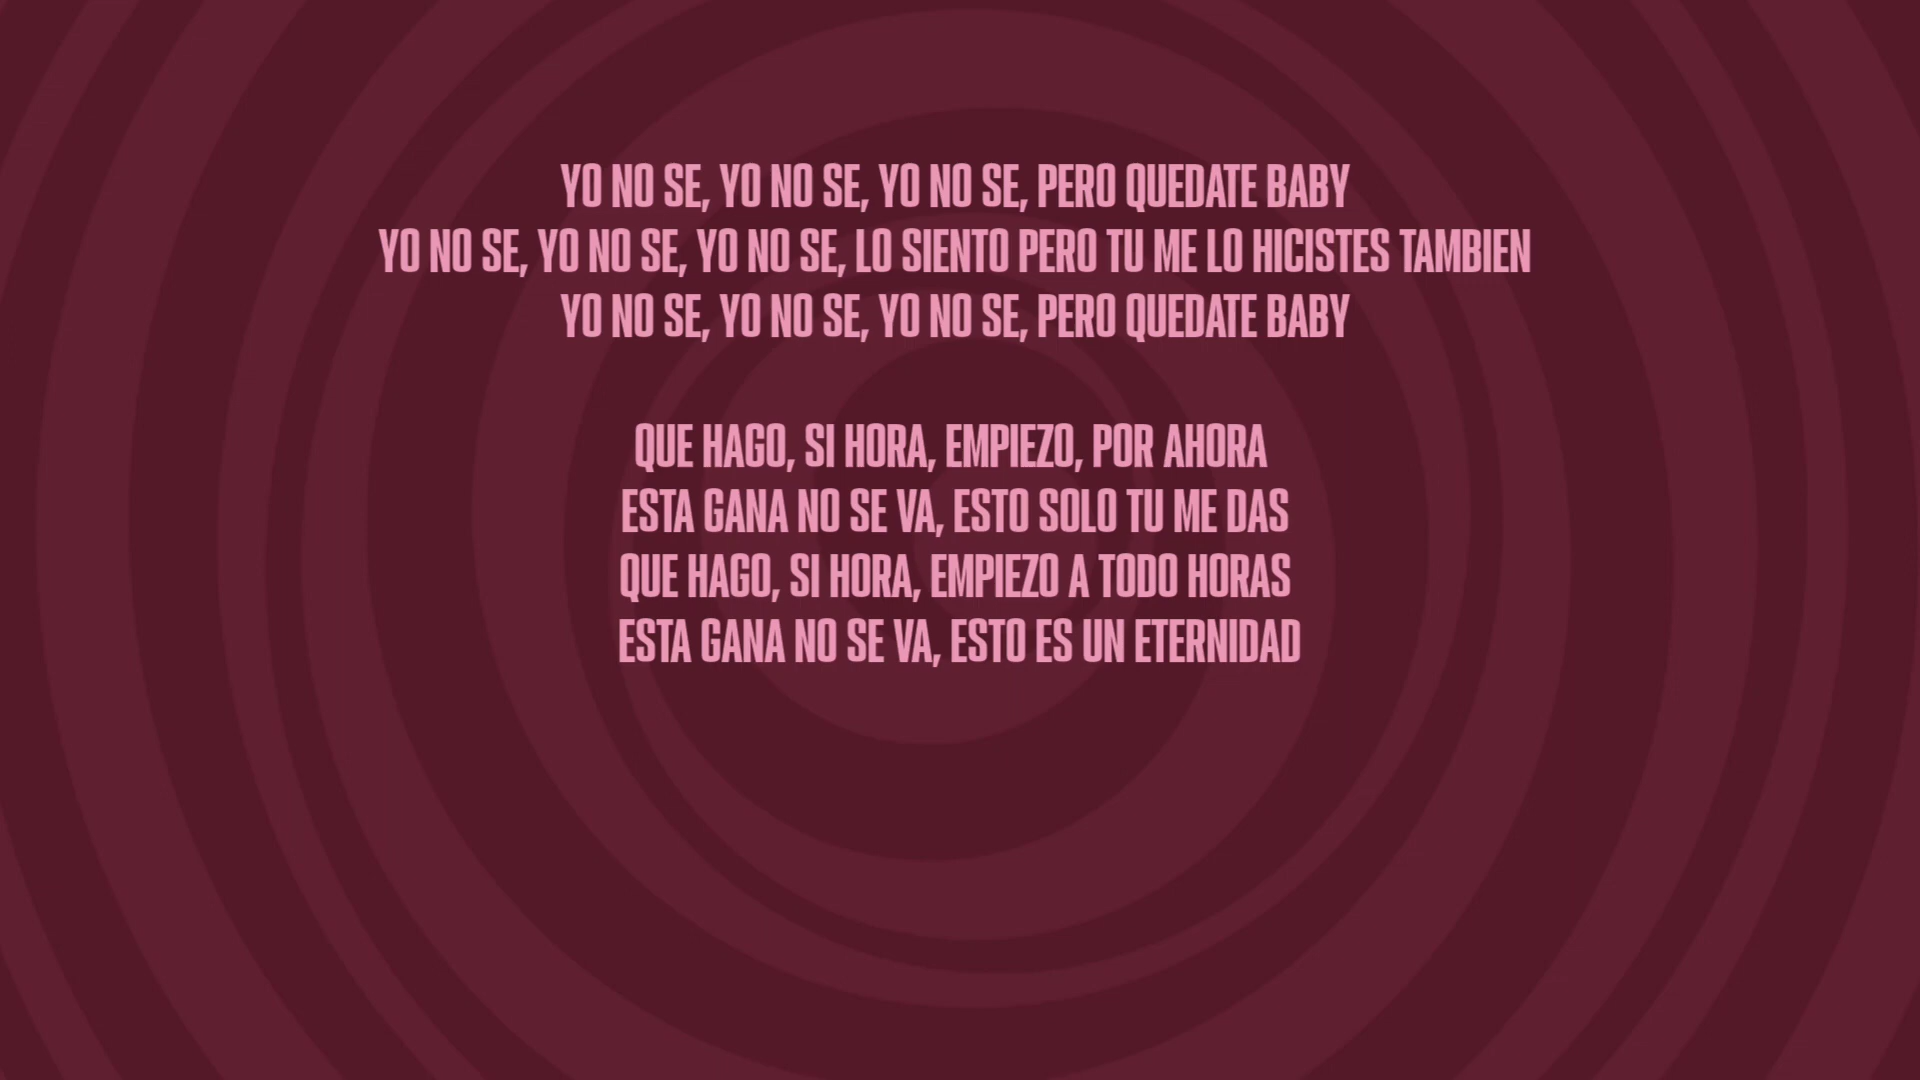 YO NO SE, YO NO SE, YO NO SE, PERO QUEDATE BABY
YO NO SE, YO NO SE, YO NO SE, LO SIENTO PERO TU ME LO HICISTES TAMBIEN
YO NO SE, YO NO SE, YO NO SE, PERO QUEDATE BABY
QUE HAGO, SI HORA, EMPIEZO, POR AHORA
ESTA GANA NO SE VA, ESTO SOLO TU ME DAS
QUE HAGO, SI HORA, EMPIEZO A TODO HORAS
ESTA GANA NO SE VA, ESTO ES UN ETERNIDAD